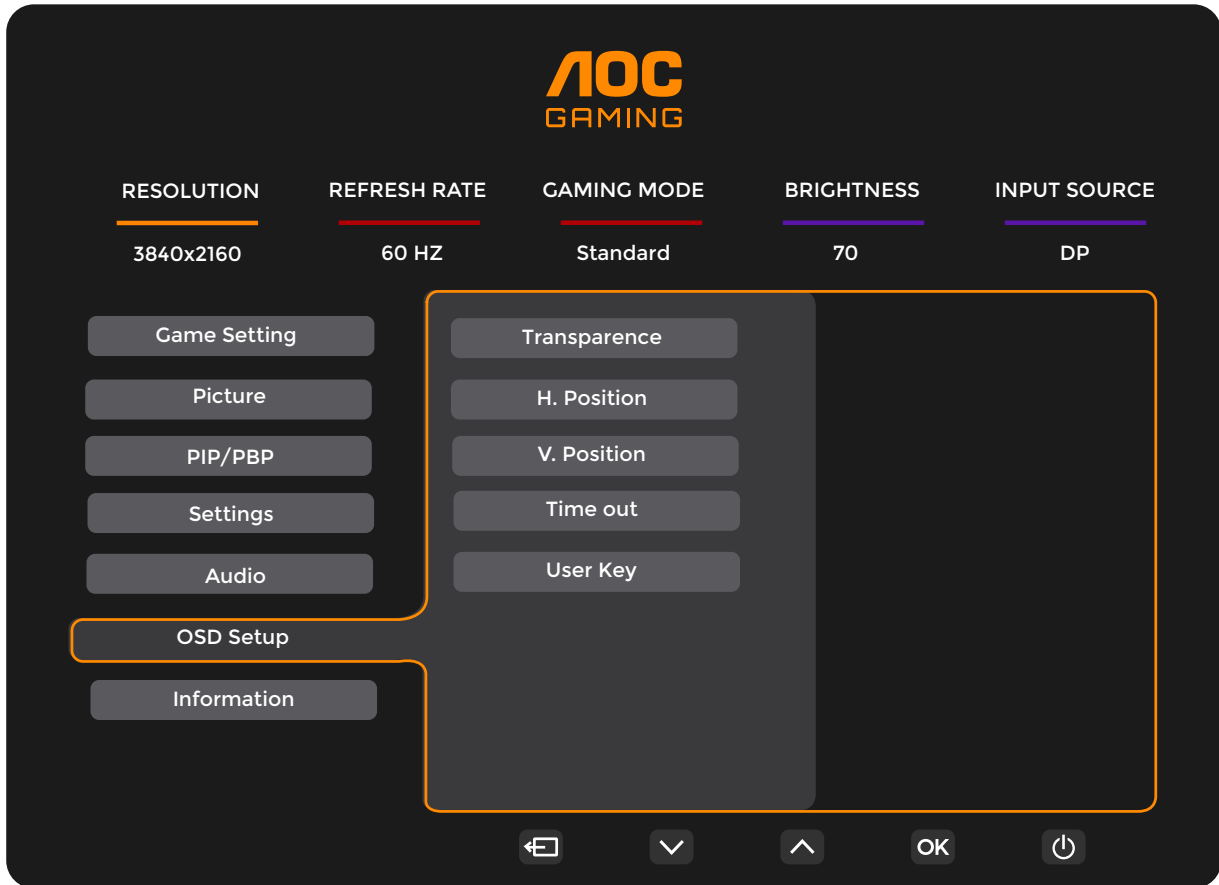 AOC
GAMING
RESOLUTION REFRESH RATE GAMING MODE BRIGHTNESS INPUT SOURCE
3840x2160 60 HZ Standard 70 DP
Game Setting Transparence
Picture H. Position
PIP/PBP V. Position
Settings Time out
Audio User Key
OSD Setup
Information
OK